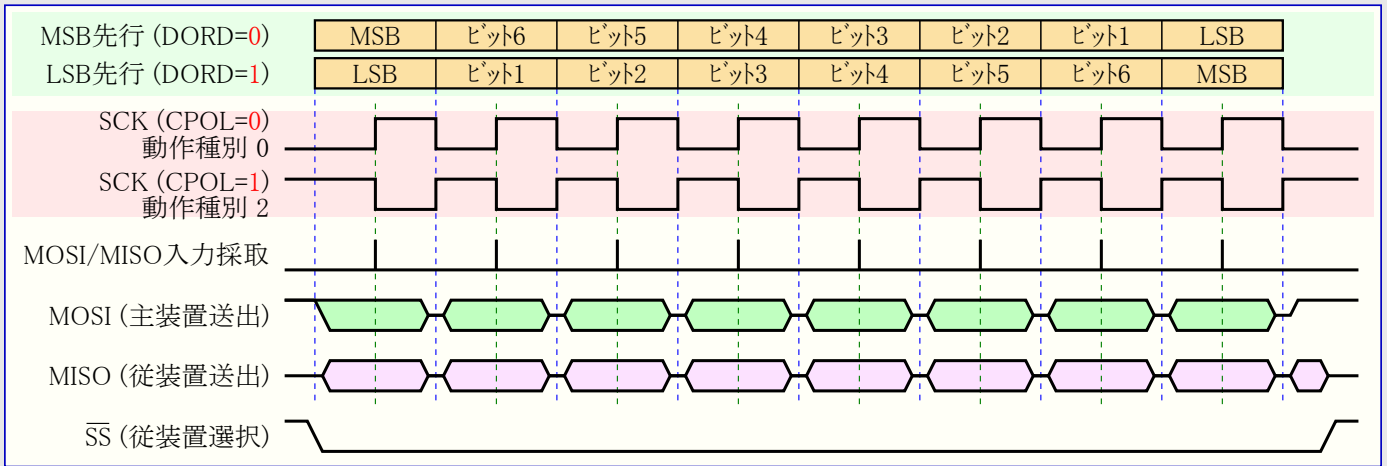 MSB先行 (DORD=0) MSB ビット6 ビット5 ビット4 ビット3 ビット2 ビット1 LSB
LSB先行 (DORD=1) LSB ビット1 ビット2 ビット3 ビット4 ビット5 ビット6 MSB
SCK (CPOL=0)
動作種別 0
SCK (CPOL=1)
動作種別 2
MOSI/MISO入力採取
MOSI (主装置送出)
MISO (従装置送出)
SS (従装置選択)